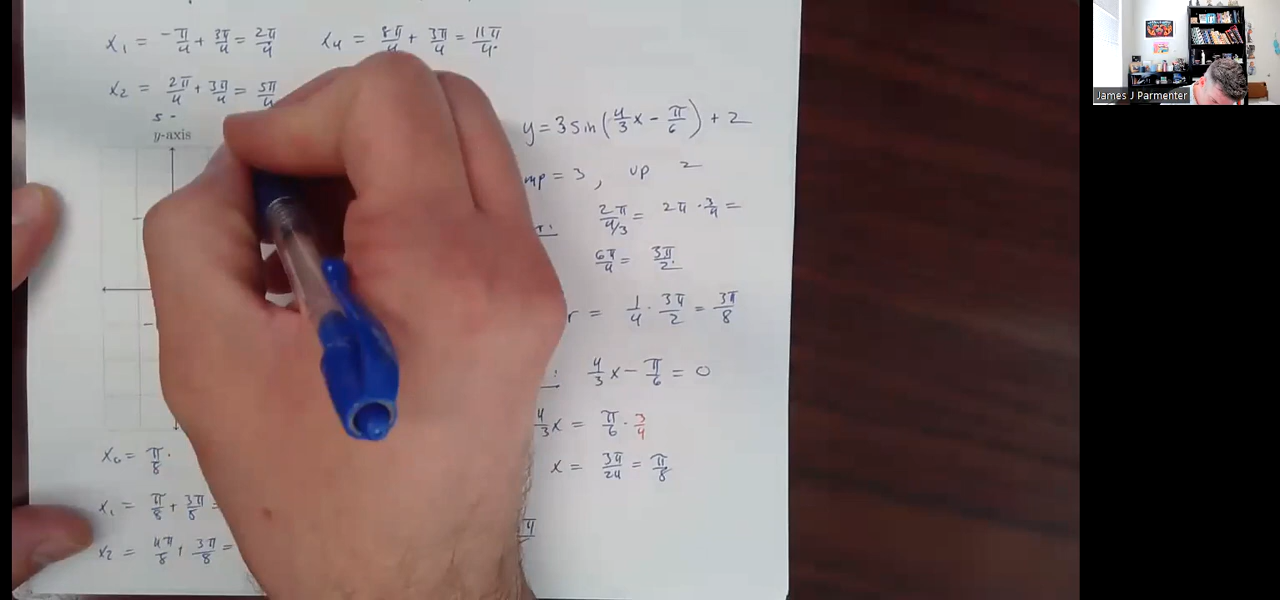 x₁ = -π/4 + 3π/4 = 2π/4
x₄ = 8π/4 + 3π/4 = 11π/4.
x₂ = 2π/4 + 3π/4 = 5π/4
y-axis
y = 3 sin(4/3x - π/6) + 2
mp = 3, up 2
2π/4/3 = 2π · 3/4 =
6π/4 = 3π/2.
r = 1/4 · 3π/2 = 3π/8
4/3x - π/6 = 0
4/3x = π/6 · 3/4
x = 3π/24 = π/8
x₀ = π/8.
x₁ = π/8 + 3π/8 =
x₂ = 4π/8 + 3π/8 =
James J Parmenter